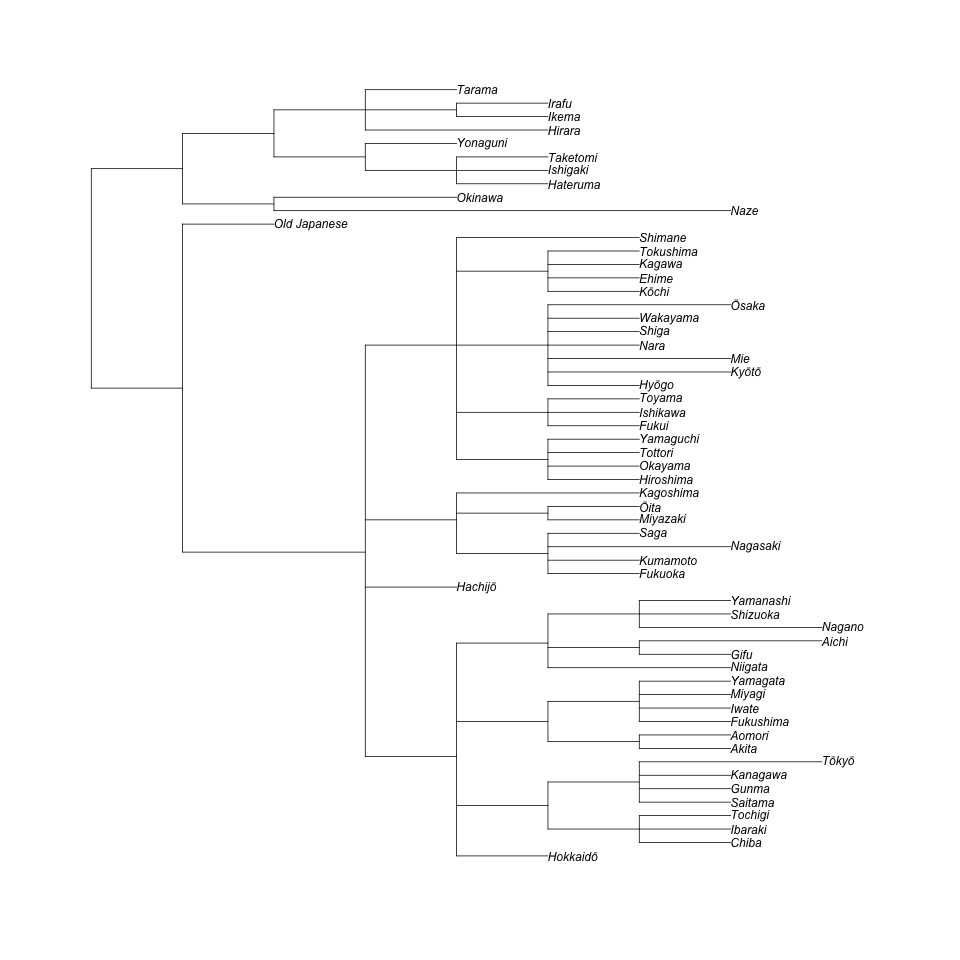 Tarama
Irafu
Ikema
Hirara
Yonaguni
Taketomi
Ishigaki
Hateruma
Okinawa
Naze
Old Japanese
Shimane
Tokushima
Kagawa
Ehime
Kōchi
Ōsaka
Wakayama
Shiga
Nara
Mie
Kyōtō
Hyōgo
Toyama
Ishikawa
Fukui
Yamaguchi
Tottori
Okayama
Hiroshima
Kagoshima
Ōita
Miyazaki
Saga
Nagasaki
Kumamoto
Fukuoka
Hachijō
Yamanashi
Shizuoka
Nagano
Aichi
Gifu
Niigata
Yamagata
Miyagi
Iwate
Fukushima
Aomori
Akita
Tōkyō
Kanagawa
Gunma
Saitama
Tochigi
Ibaraki
Chiba
Hokkaidō